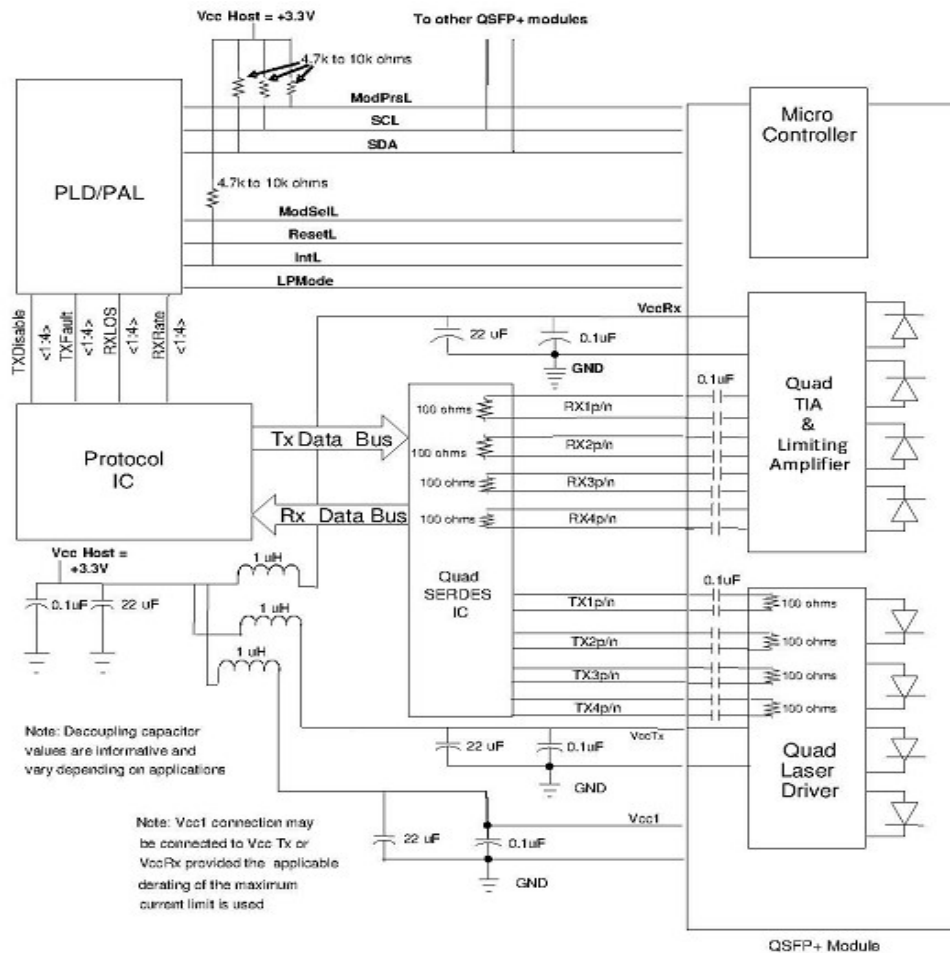 Vcc Host = +3.3V
To other QSFP+ modules
4.7k to 10k ohms
ModPrsL
SCL
SDA
Micro
Controller
PLD/PAL
4.7k to 10k ohms
ModSelL
ResetL
IntL
LPMode
TXDisable
<1:4>
TXFault
<1:4>
RXLOS
<1:4>
RXRate
<1:4>
VccRx
22 uF
0.1uF
GND
Quad
TIA
&
Limiting
Amplifier
0.1uF
100 ohms
RX1p/n
100 ohms
RX2p/n
100 ohms
RX3p/n
100 ohms
RX4p/n
Protocol
IC
Tx Data Bus
Rx Data Bus
Quad
SERDES
IC
Vcc Host =
+3.3V
0.1uF
22 uF
1 uH
1 uH
1 uH
0.1uF
TX1p/n
100 ohms
TX2p/n
100 ohms
TX3p/n
100 ohms
TX4p/n
100 ohms
VccTx
22 uF
0.1uF
GND
Quad
Laser
Driver
Note: Decoupling capacitor
values are informative and
vary depending on applications
Vcc1
22 uF
0.1uF
GND
Note: Vcc1 connection may
be connected to Vcc Tx or
VccRx provided the applicable
derating of the maximum
current limit is used
QSFP+ Module